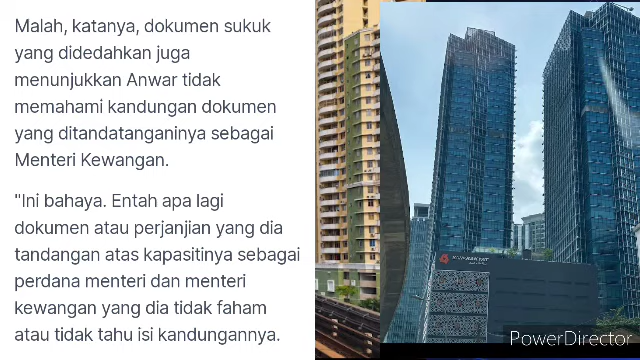 Malah, katanya, dokumen sukuk
yang didedahkan juga
menunjukkan Anwar tidak
memahami kandungan dokumen
yang ditandatanganinya sebagai
Menteri Kewangan.
"Ini bahaya. Entah apa lagi
dokumen atau perjanjian yang dia
tandangan atas kapasitinya sebagai
perdana menteri dan menteri
kewangan yang dia tidak faham
atau tidak tahu isi kandungannya.
PowerDirector